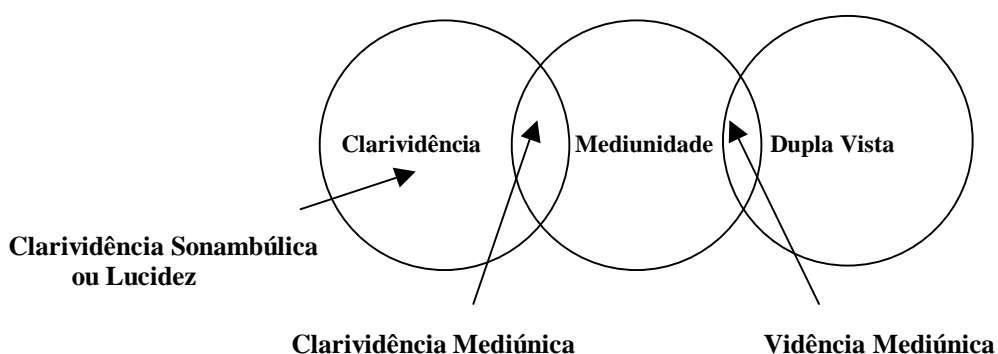 Clarividência
Mediunidade
Dupla Vista
Clarividência Sonambúlica
ou Lucidez
Clarividência Mediúnica
Vidência Mediúnica